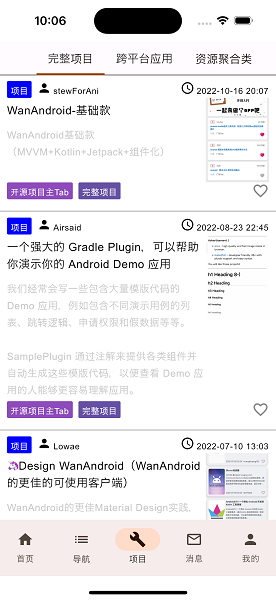 10:06
完整项目 跨平台应用 资源聚合类
项目 stewForAni 2022-10-16 20:07
WanAndroid-基础款
WanAndroid基础款
（MVVM+Kotlin+Jetpack+组件化）
开源项目主Tab 完整项目
项目 Airsaid 2022-08-23 22:45
一个强大的 Gradle Plugin，可以帮助
你演示你的 Android Demo 应用
我们经常会写一些包含大量模版代码的
Demo 应用，例如包含不同演示用例的列
表、跳转逻辑、申请权限和假数据等等。
SamplePlugin 通过注解来提供各类组件并
自动生成这些模版代码，以便查看 Demo 应
用的人能够更容易理解应用。
h1 Heading 8-)
h2 Heading
h3 Heading
开源项目主Tab 完整项目
项目 Lowae 2022-07-10 13:03
🦄Design WanAndroid（WanAndroid
的更佳的可使用客户端）
WanAndroid的更佳Material Design实践,
首页 导航 项目 消息 我的